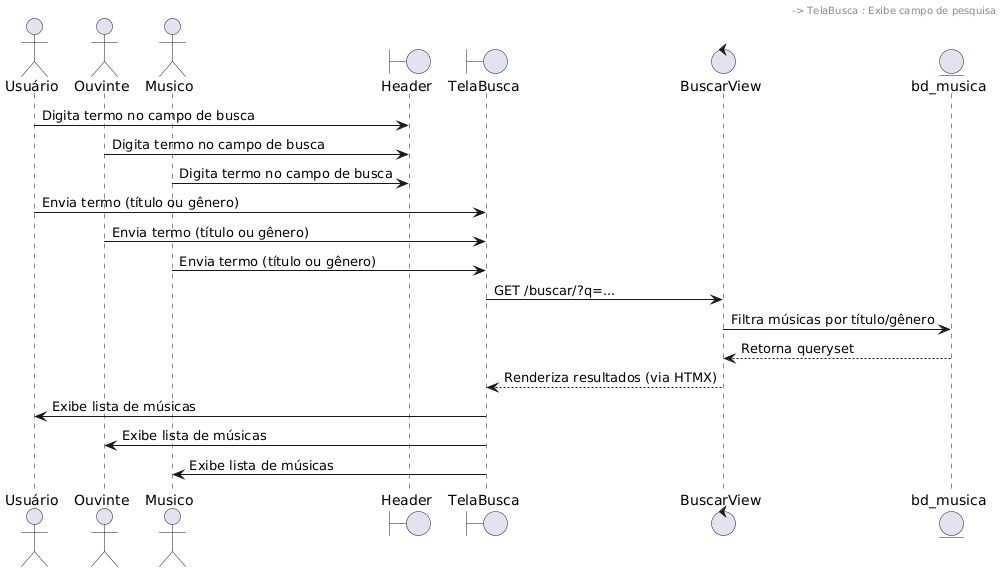 -> TelaBusca : Exibe campo de pesquisa
Usuário Ouvinte Musico Header TelaBusca BuscarView bd_musica
Digita termo no campo de busca
Digita termo no campo de busca
Digita termo no campo de busca
Envia termo (título ou gênero)
Envia termo (título ou gênero)
Envia termo (título ou gênero)
GET /buscar/?q=...
Filtra músicas por título/gênero
Retorna queryset
Renderiza resultados (via HTMX)
Exibe lista de músicas
Exibe lista de músicas
Exibe lista de músicas
Usuário Ouvinte Musico Header TelaBusca BuscarView bd_musica